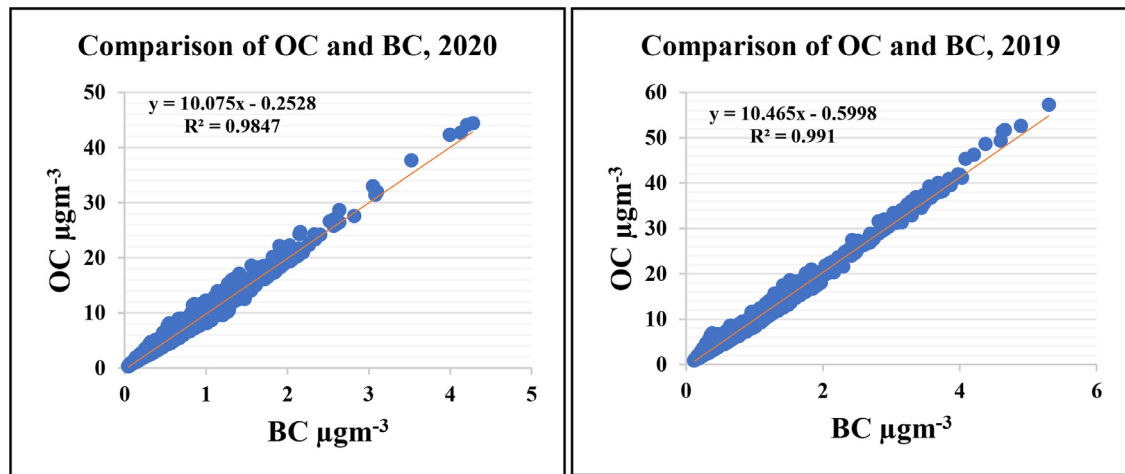 Comparison of OC and BC, 2020
y = 10.075x - 0.2528
R² = 0.9847
50
40
30
20
10
0
0 1 2 3 4 5
OC µgm⁻³
BC µgm⁻³
Comparison of OC and BC, 2019
y = 10.465x - 0.5998
R² = 0.991
60
50
40
30
20
10
0
0 2 4 6
OC µgm⁻³
BC µgm⁻³